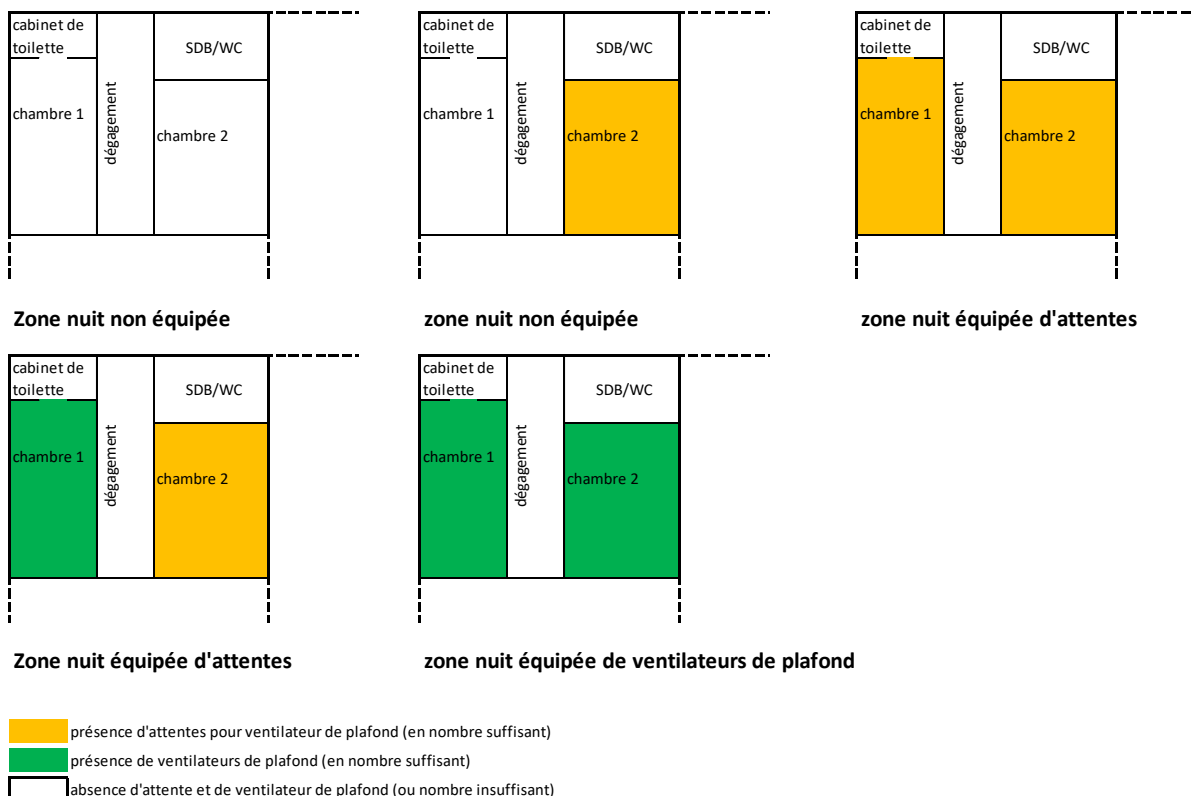 cabinet de
toilette
SDB/WC
chambre 1
dégagement
chambre 2
Zone nuit non équipée
cabinet de
toilette
SDB/WC
chambre 1
dégagement
chambre 2
zone nuit non équipée
cabinet de
toilette
SDB/WC
chambre 1
dégagement
chambre 2
zone nuit équipée d'attentes
cabinet de
toilette
SDB/WC
chambre 1
dégagement
chambre 2
Zone nuit équipée d'attentes
cabinet de
toilette
SDB/WC
chambre 1
dégagement
chambre 2
zone nuit équipée de ventilateurs de plafond
présence d'attentes pour ventilateur de plafond (en nombre suffisant)
présence de ventilateurs de plafond (en nombre suffisant)
absence d'attente et de ventilateur de plafond (ou nombre insuffisant)